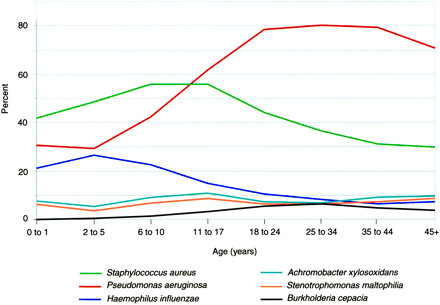 80
60
40
20
0
Percent
0 to 1 2 to 5 6 to 10 11 to 17 18 to 24 25 to 34 35 to 44 45+
Age (years)
Staphylococcus aureus Achromobacter xylosoxidans
Pseudomonas aeruginosa Stenotrophomonas maltophilia
Haemophilus influenzae Burkholderia cepacia